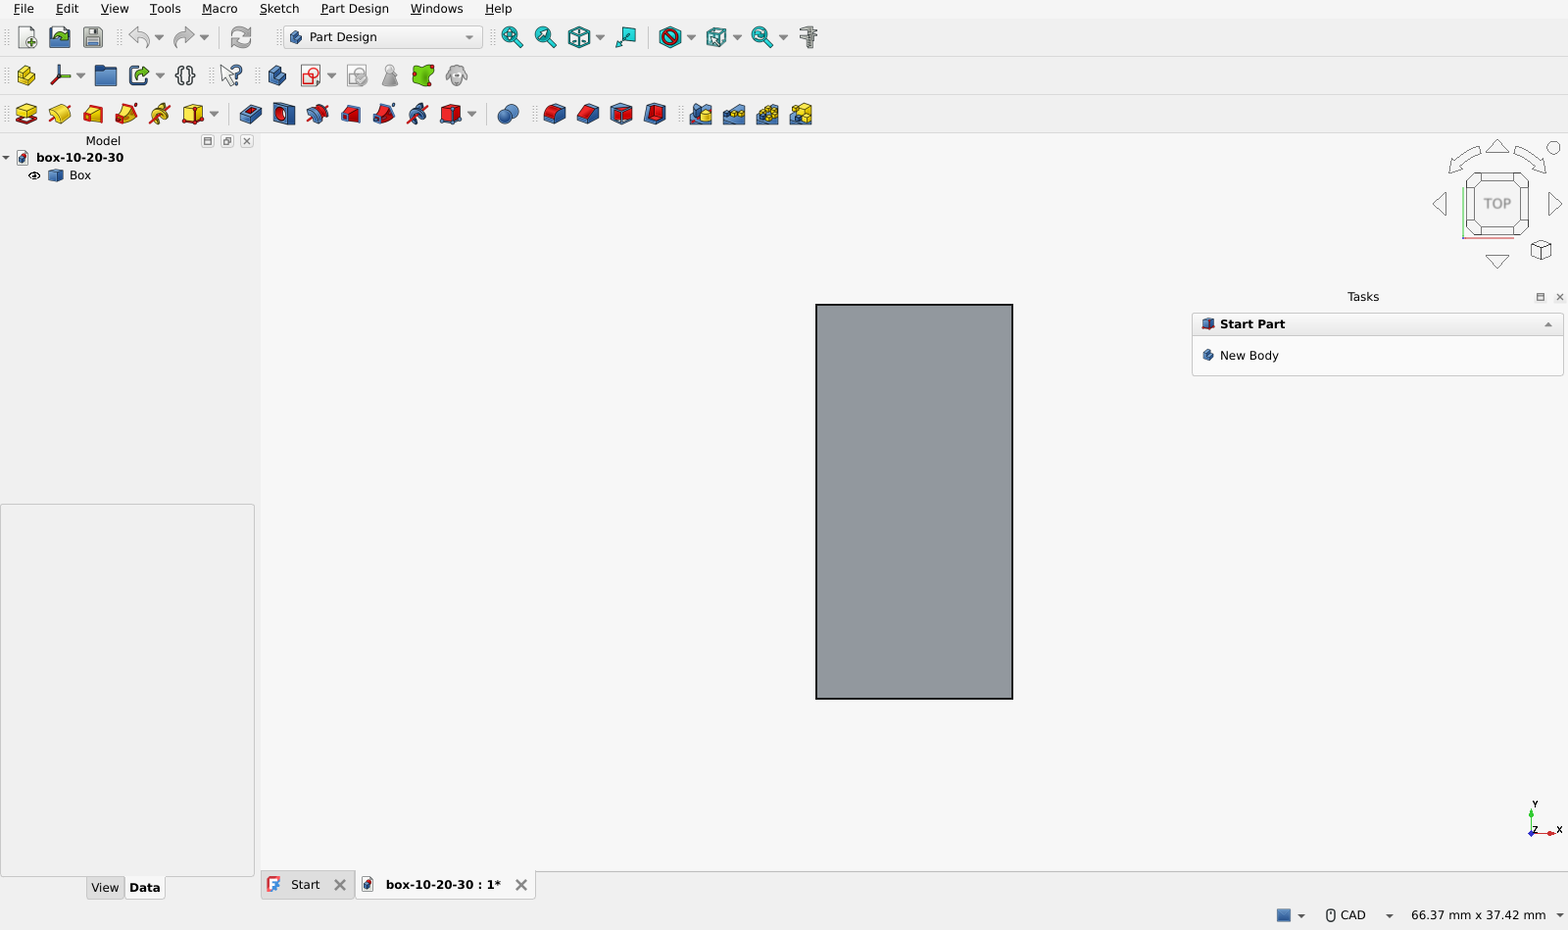 File Edit View Tools Macro Sketch Part Design Windows Help
Part Design
Model
box-10-20-30
Box
TOP
Tasks
Start Part
New Body
Y
Z X
View Data
Start box-10-20-30 : 1*
CAD 66.37 mm x 37.42 mm